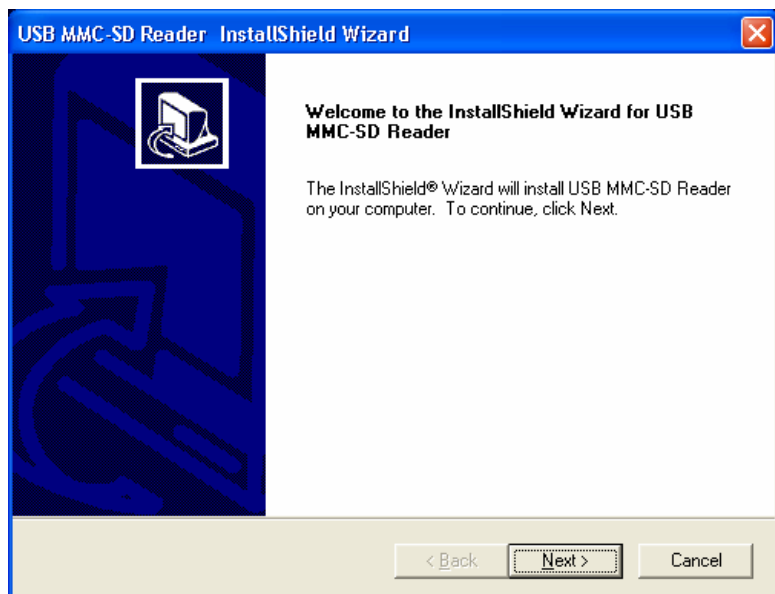 USB MMC-SD Reader  InstallShield Wizard
Welcome to the InstallShield Wizard for USB
MMC-SD Reader
The InstallShield® Wizard will install USB MMC-SD Reader
on your computer.  To continue, click Next.
< Back
Next >
Cancel